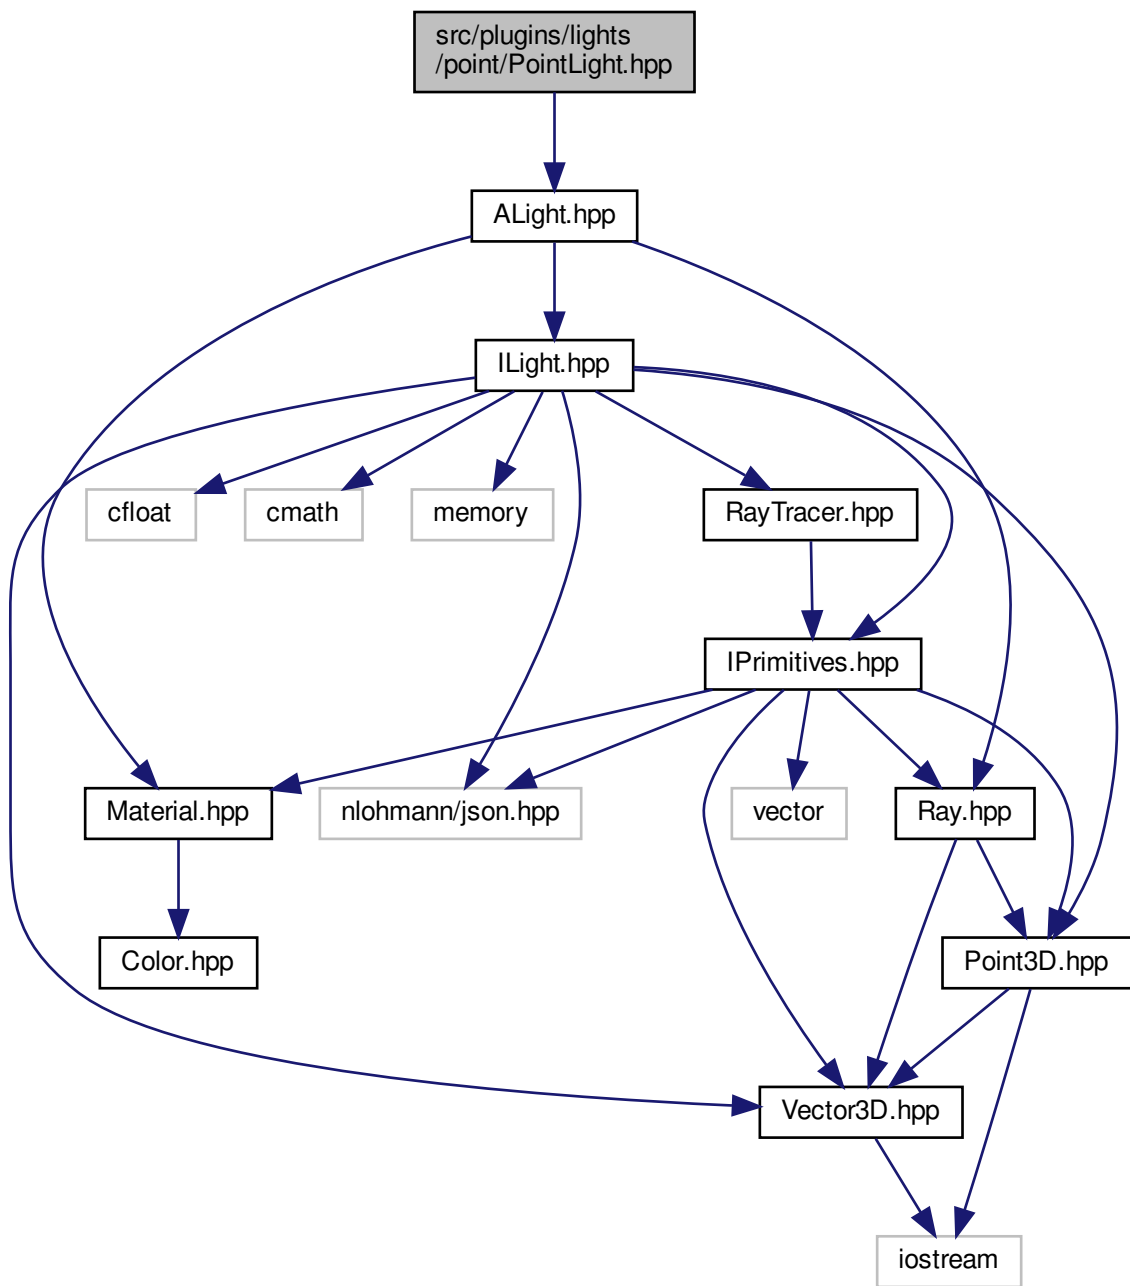 src/plugins/lights
/point/PointLight.hpp
ALight.hpp
ILight.hpp
cfloat
cmath
memory
RayTracer.hpp
IPrimitives.hpp
Material.hpp
nlohmann/json.hpp
vector
Ray.hpp
Color.hpp
Point3D.hpp
Vector3D.hpp
iostream